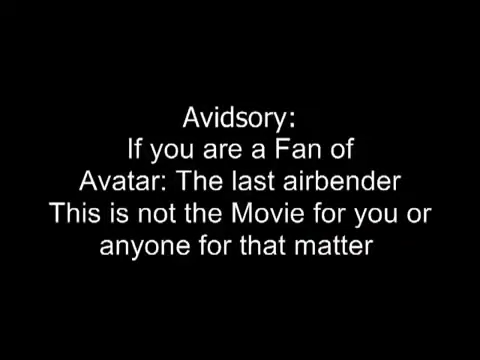 Avidsory:
If you are a Fan of
Avatar: The last airbender
This is not the Movie for you or
anyone for that matter